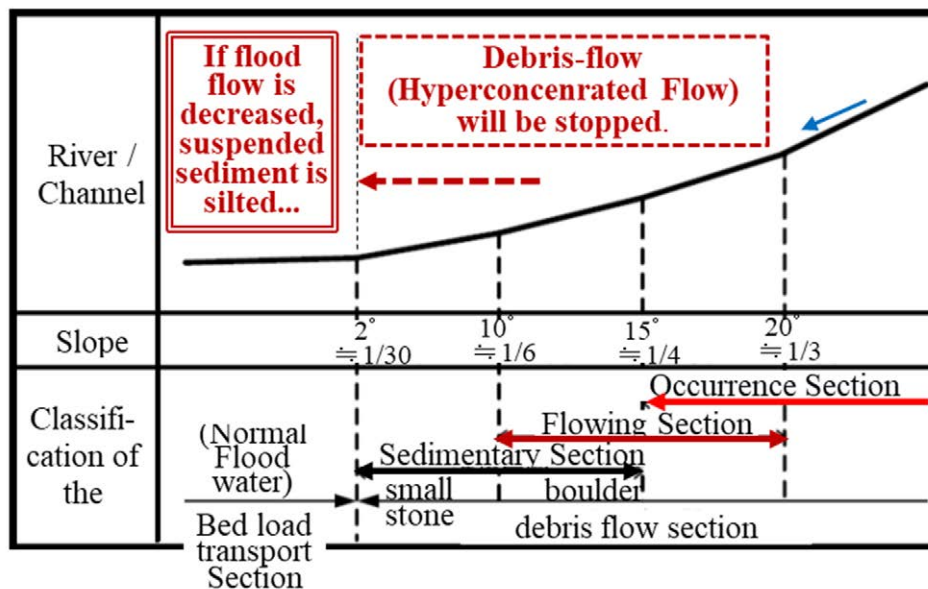 If flood
flow is
decreased,
suspended
sediment is
silted...
Debris-flow
(Hyperconcenrated Flow)
will be stopped.
River /
Channel
Slope
2° 10° 15° 20°
≒1/30 ≒1/6 ≒1/4 ≒1/3
Classifi-
cation of
the
Occurrence Section
Flowing Section
Sedimentary Section
(Normal
Flood
water)
small
stone
boulder
Bed load
transport
Section
debris flow section